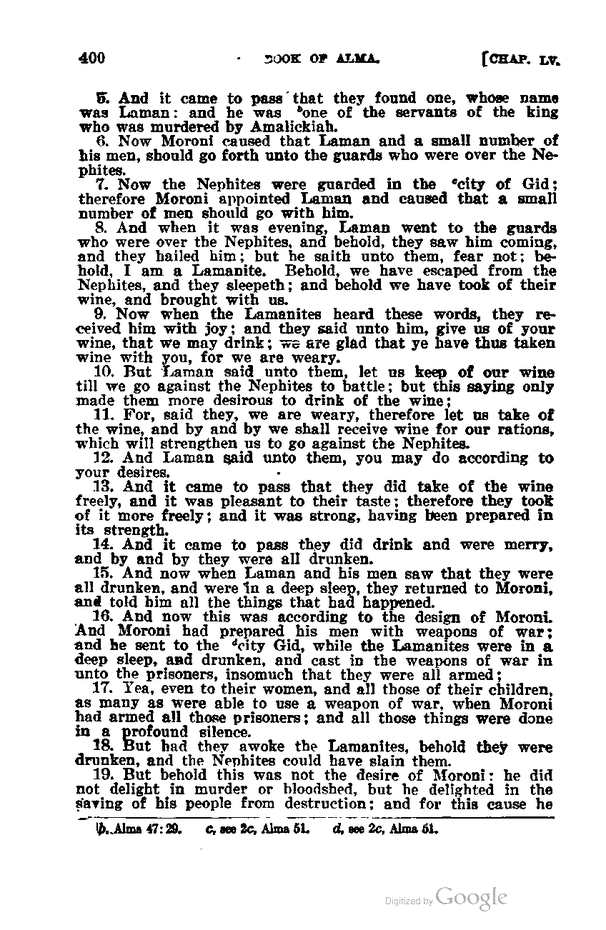 400 BOOK OF ALMA. [CHAP. LV.
5. And it came to pass that they found one, whose name
was Laman: and he was ᵇone of the servants of the king
who was murdered by Amalickiah.
6. Now Moroni caused that Laman and a small number of
his men, should go forth unto the guards who were over the Ne-
phites.
7. Now the Nephites were guarded in the ᶜcity of Gid;
therefore Moroni appointed Laman and caused that a small
number of men should go with him.
8. And when it was evening, Laman went to the guards
who were over the Nephites, and behold, they saw him coming,
and they hailed him; but he saith unto them, fear not; be-
hold, I am a Lamanite. Behold, we have escaped from the
Nephites, and they sleepeth; and behold we have took of their
wine, and brought with us.
9. Now when the Lamanites heard these words, they re-
ceived him with joy; and they said unto him, give us of your
wine, that we may drink; we are glad that ye have thus taken
wine with you, for we are weary.
10. But Laman said unto them, let us keep of our wine
till we go against the Nephites to battle; but this saying only
made them more desirous to drink of the wine;
11. For, said they, we are weary, therefore let us take of
the wine, and by and by we shall receive wine for our rations,
which will strengthen us to go against the Nephites.
12. And Laman said unto them, you may do according to
your desires.
13. And it came to pass that they did take of the wine
freely, and it was pleasant to their taste; therefore they took
of it more freely; and it was strong, having been prepared in
its strength.
14. And it came to pass they did drink and were merry,
and by and by they were all drunken.
15. And now when Laman and his men saw that they were
all drunken, and were in a deep sleep, they returned to Moroni,
and told him all the things that had happened.
16. And now this was according to the design of Moroni.
And Moroni had prepared his men with weapons of war;
and he sent to the ᵈcity Gid, while the Lamanites were in a
deep sleep, and drunken, and cast in the weapons of war in
unto the prisoners, insomuch that they were all armed;
17. Yea, even to their women, and all those of their children,
as many as were able to use a weapon of war, when Moroni
had armed all those prisoners; and all those things were done
in a profound silence.
18. But had they awoke the Lamanites, behold they were
drunken, and the Nephites could have slain them.
19. But behold this was not the desire of Moroni: he did
not delight in murder or bloodshed, but he delighted in the
saving of his people from destruction; and for this cause he
b, Alma 47: 29. c, see 2c, Alma 51. d, see 2c, Alma 51.
Digitized by Google